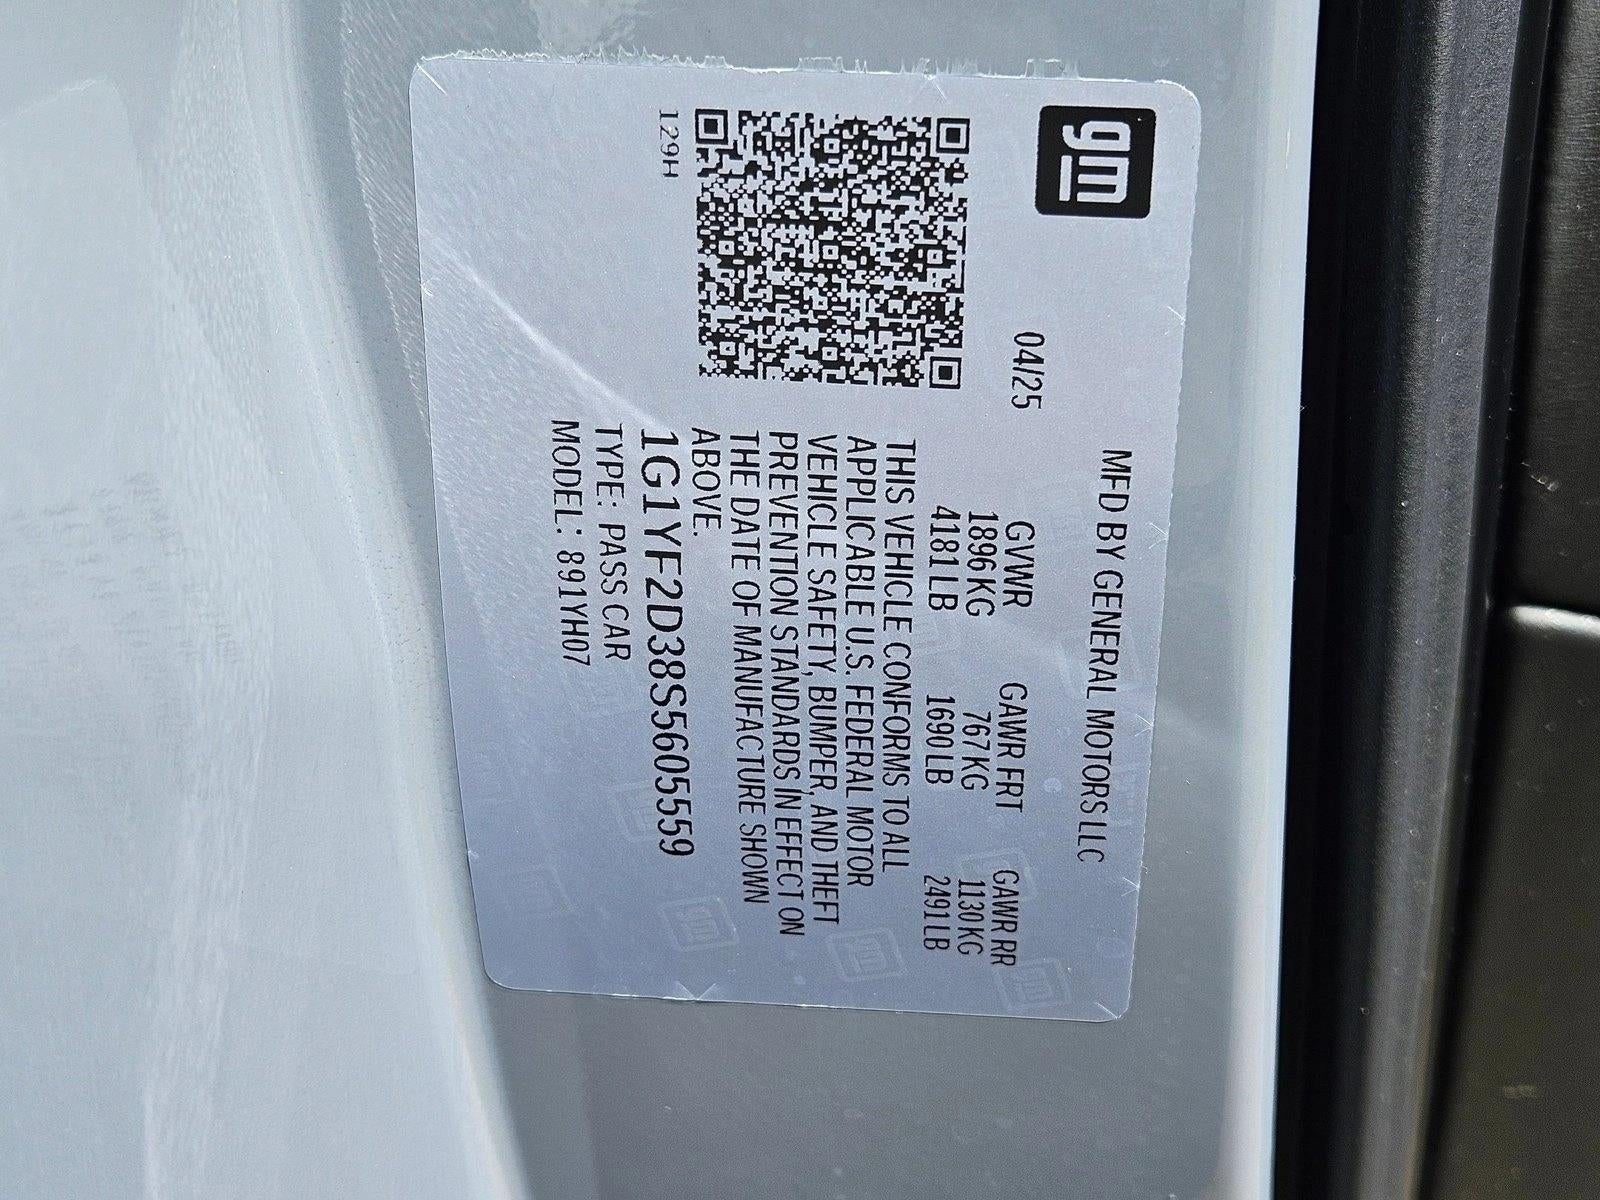 gm
MFD BY GENERAL MOTORS LLC
04/25
GVWR GAWR FRT GAWR RR
1896 KG 767 KG 1130 KG
4181 LB 1690 LB 2491 LB
THIS VEHICLE CONFORMS TO ALL
APPLICABLE U.S. FEDERAL MOTOR
VEHICLE SAFETY, BUMPER, AND THEFT
PREVENTION STANDARDS IN EFFECT ON
THE DATE OF MANUFACTURE SHOWN
ABOVE.
1G1YF2D38S5605559
TYPE: PASS CAR
MODEL: 891YH07
129H